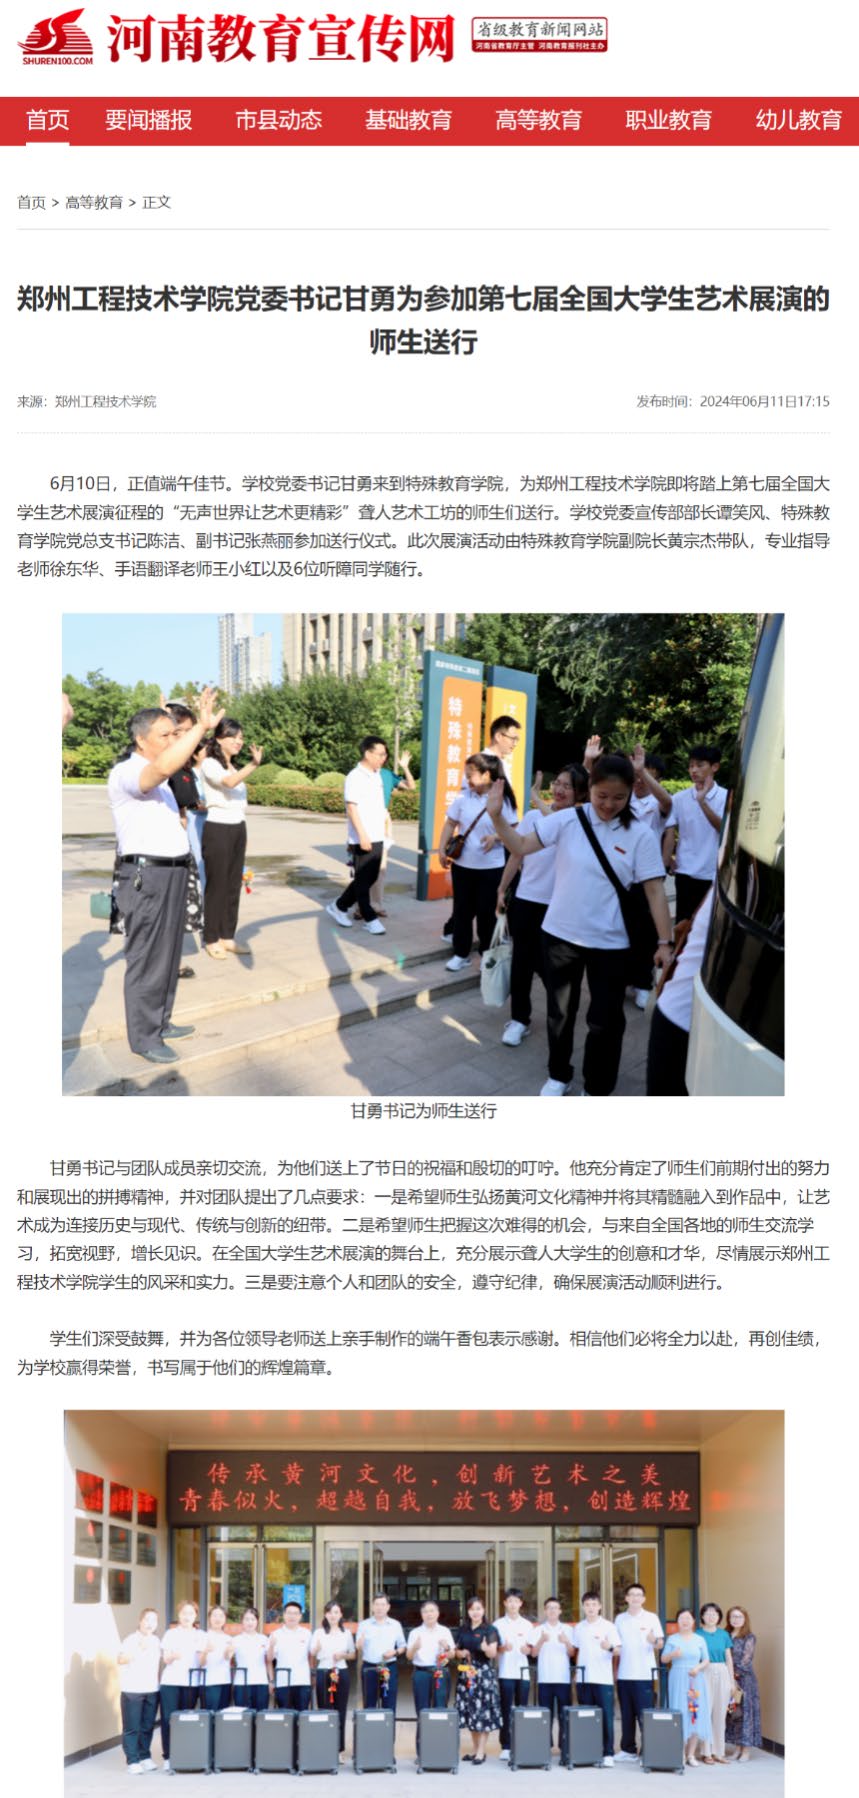 SHUREN100.COM
河南教育宣传网
省级教育新闻网站
河南省教育厅主管 河南教育报刊社主办
首页 要闻播报 市县动态 基础教育 高等教育 职业教育 幼儿教育
首页 > 高等教育 > 正文
郑州工程技术学院党委书记甘勇为参加第七届全国大学生艺术展演的
师生送行
来源：郑州工程技术学院 发布时间：2024年06月11日17:15
6月10日，正值端午佳节。学校党委书记甘勇来到特殊教育学院，为郑州工程技术学院即将踏上第七届全国大
学生艺术展演征程的“无声世界让艺术更精彩”聋人艺术工坊的师生们送行。学校党委宣传部部长谭笑风、特殊教
育学院党总支书记陈洁、副书记张燕丽参加送行仪式。此次展演活动由特殊教育学院副院长黄宗杰带队，专业指导
老师徐东华、手语翻译老师王小红以及6位听障同学随行。
特殊教育学
甘勇书记为师生送行
甘勇书记与团队成员亲切交流，为他们送上了节日的祝福和殷切的叮咛。他充分肯定了师生们前期付出的努力
和展现出的拼搏精神，并对团队提出了几点要求：一是希望师生弘扬黄河文化精神并将其精髓融入到作品中，让艺
术成为连接历史与现代、传统与创新的纽带。二是希望师生把握这次难得的机会，与来自全国各地的师生交流学
习，拓宽视野，增长见识。在全国大学生艺术展演的舞台上，充分展示聋人大学生的创意和才华，尽情展示郑州工
程技术学院学生的风采和实力。三是要注意个人和团队的安全，遵守纪律，确保展演活动顺利进行。
学生们深受鼓舞，并为各位领导老师送上亲手制作的端午香包表示感谢。相信他们必将全力以赴，再创佳绩，
为学校赢得荣誉，书写属于他们的辉煌篇章。
传承黄河文化，创新艺术之美
青春似火，超越自我，放飞梦想，创造辉煌